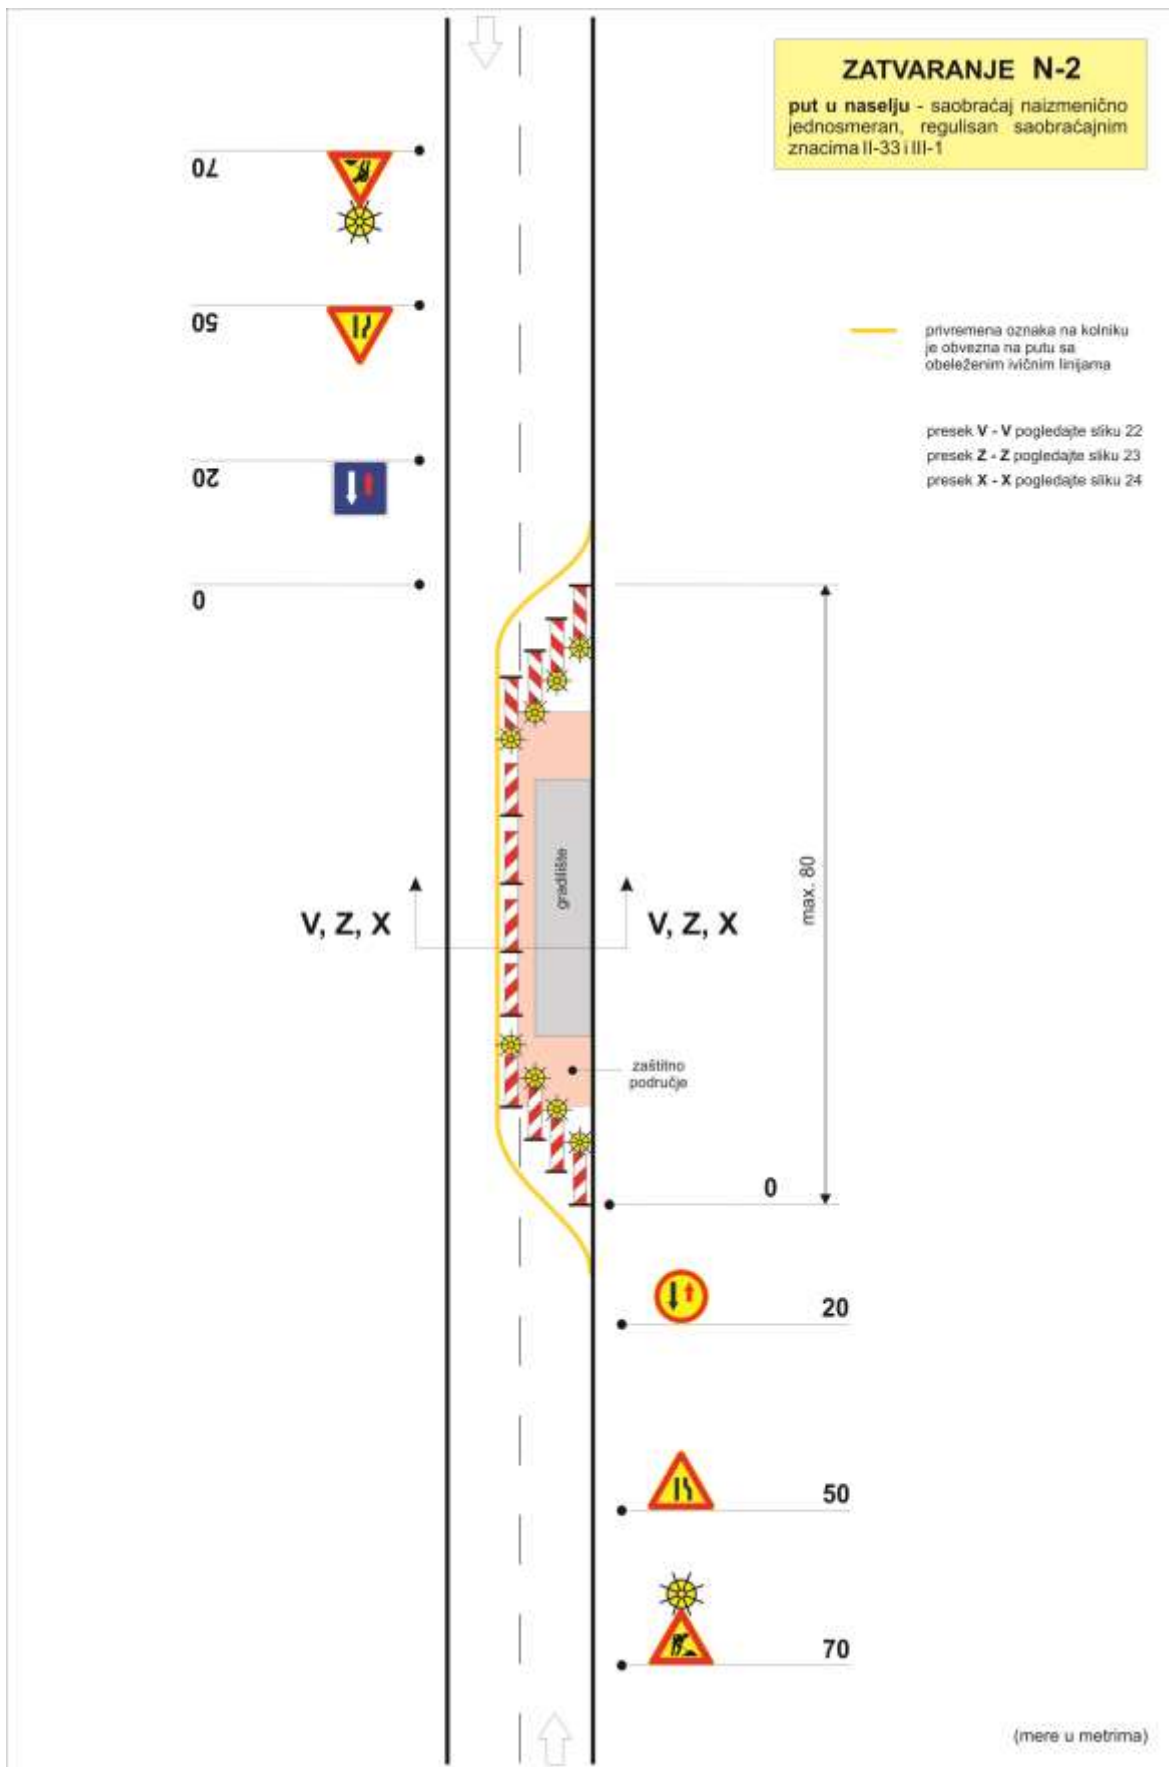 ZATVARANJE N-2
put u naselju - saobraćaj naizmenično
jednosmeran, regulisan saobraćajnim
znacima II-33 i III-1
70
50
20
0
privremena oznaka na kolniku
je obvezna na putu sa
obeleženim ivičnim linijama
presek V - V pogledajte sliku 22
presek Z - Z pogledajte sliku 23
presek X - X pogledajte sliku 24
gradilište
max. 80
V, Z, X
V, Z, X
zaštitno
područje
0
20
50
70
(mere u metrima)